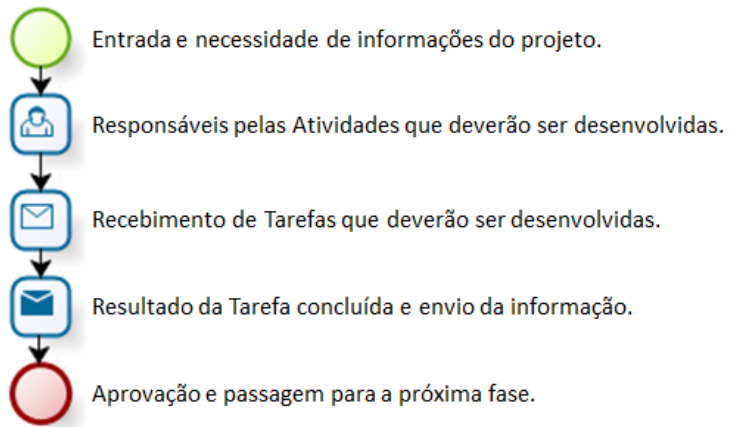 Entrada e necessidade de informações do projeto.
Responsáveis pelas Atividades que deverão ser desenvolvidas.
Recebimento de Tarefas que deverão ser desenvolvidas.
Resultado da Tarefa concluída e envio da informação.
Aprovação e passagem para a próxima fase.